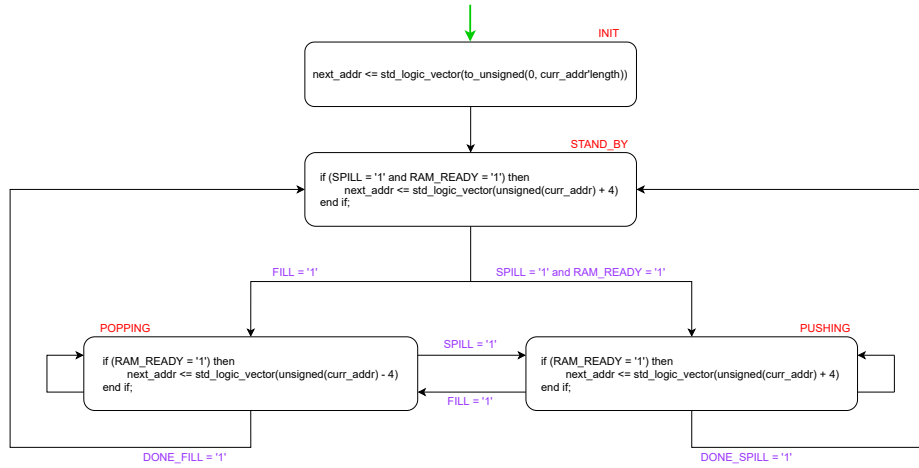 INIT
next_addr <= std_logic_vector(to_unsigned(0, curr_addr'length))
STAND_BY
if (SPILL = '1' and RAM_READY = '1') then
next_addr <= std_logic_vector(unsigned(curr_addr) + 4)
end if;
FILL = '1'
SPILL = '1' and RAM_READY = '1'
POPPING
if (RAM_READY = '1') then
next_addr <= std_logic_vector(unsigned(curr_addr) - 4)
end if;
SPILL = '1'
FILL = '1'
PUSHING
if (RAM_READY = '1') then
next_addr <= std_logic_vector(unsigned(curr_addr) + 4)
end if;
DONE_FILL = '1'
DONE_SPILL = '1'